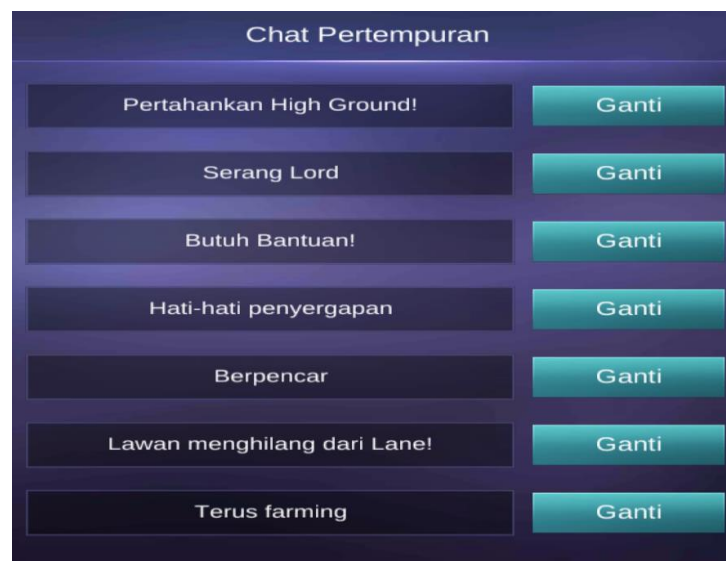 Chat Pertempuran
Pertahankan High Ground!
Ganti
Serang Lord
Ganti
Butuh Bantuan!
Ganti
Hati-hati penyergapan
Ganti
Berpencar
Ganti
Lawan menghilang dari Lane!
Ganti
Terus farming
Ganti